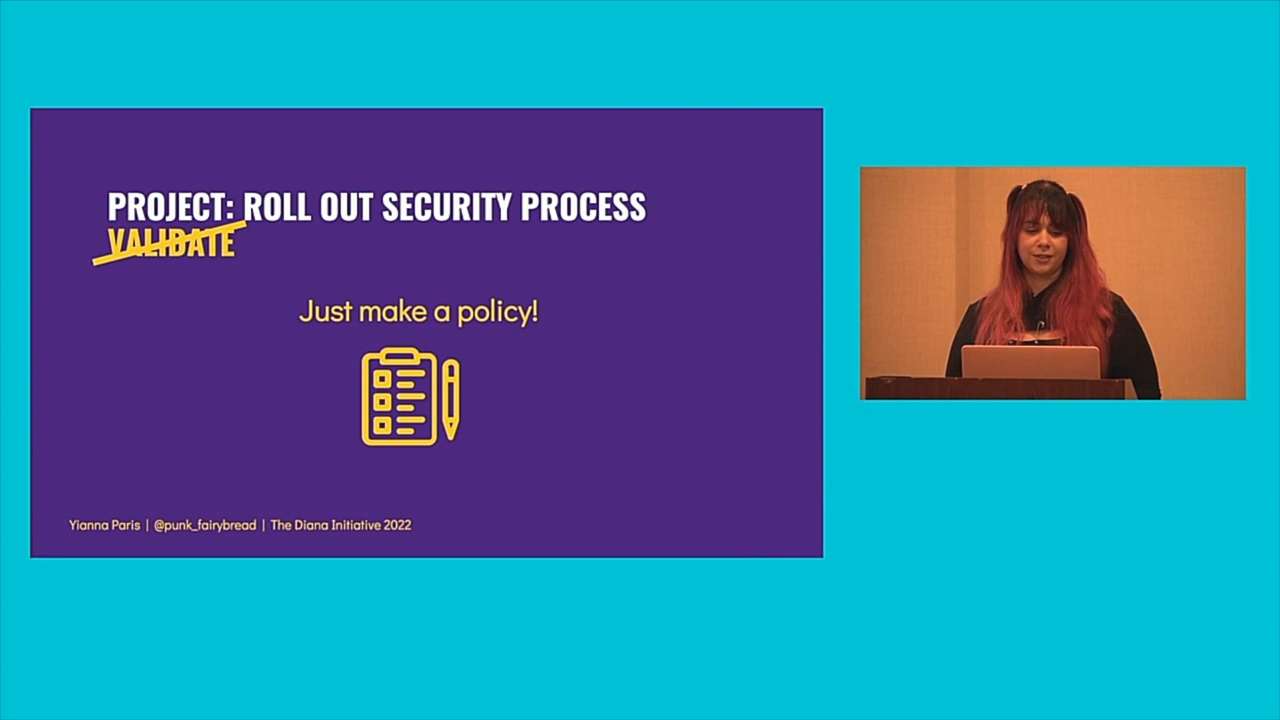 PROJECT: ROLL OUT SECURITY PROCESS
VALIDATE
Just make a policy!
Yianna Paris | @punk_fairybread | The Diana Initiative 2022